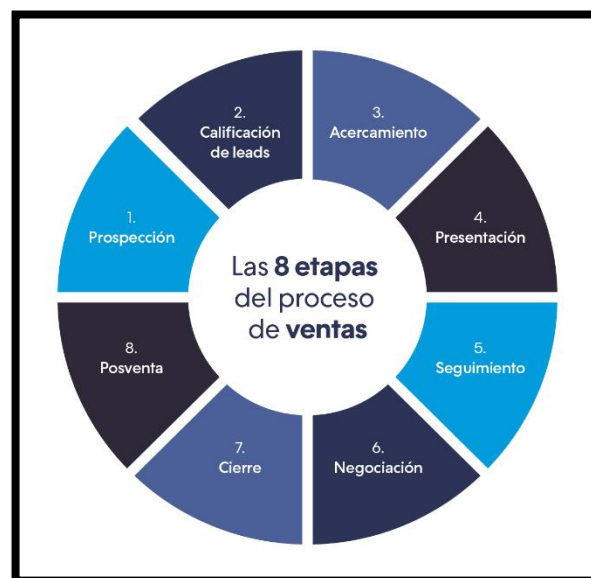 Las 8 etapas
del proceso
de ventas
1.
Prospección
2.
Calificación
de leads
3.
Acercamiento
4.
Presentación
5.
Seguimiento
6.
Negociación
7.
Cierre
8.
Posventa